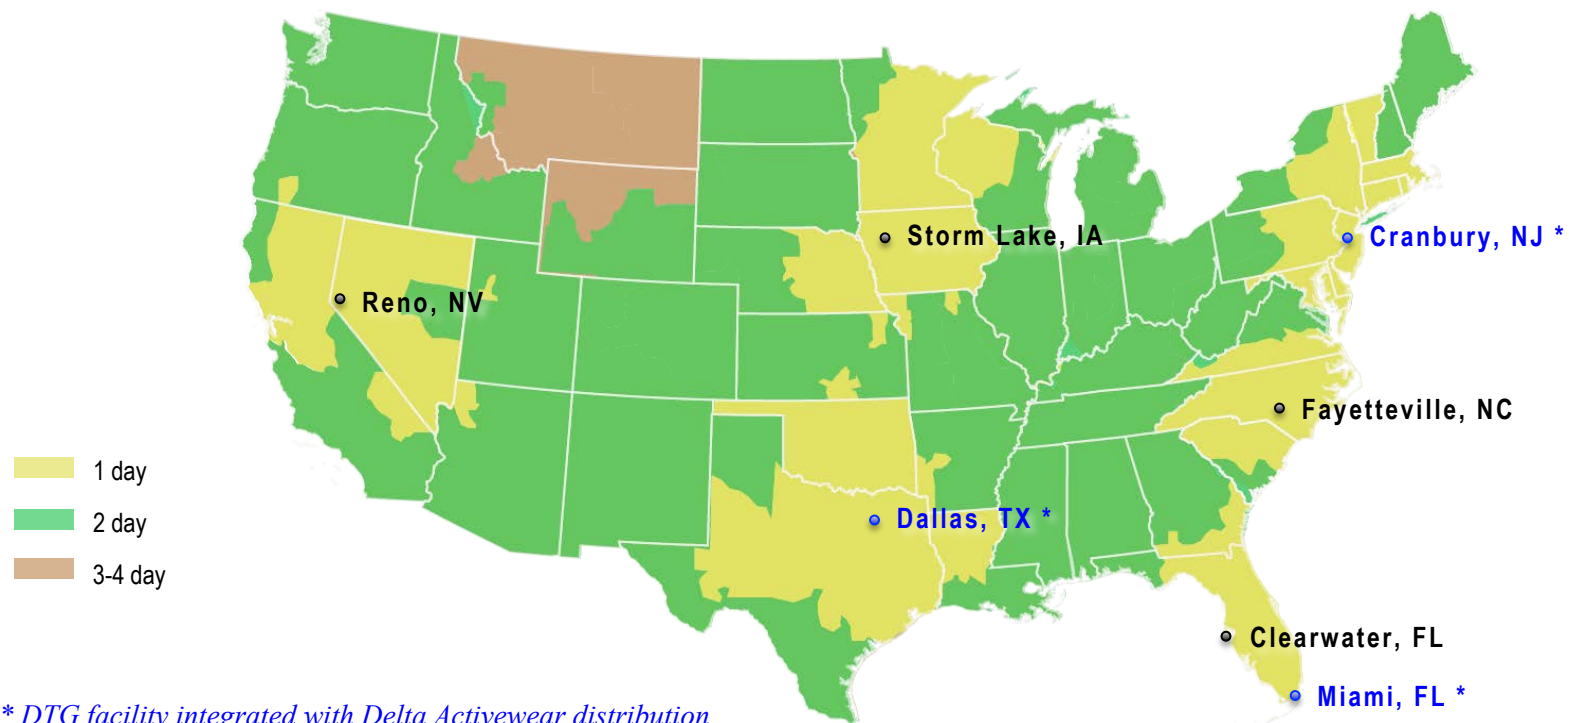 Storm Lake, IA
Cranbury, NJ *
Reno, NV
Fayetteville, NC
1 day
2 day
3-4 day
Dallas, TX *
Clearwater, FL
Miami, FL *
* DTG facility integrated with Delta Activewear distribution